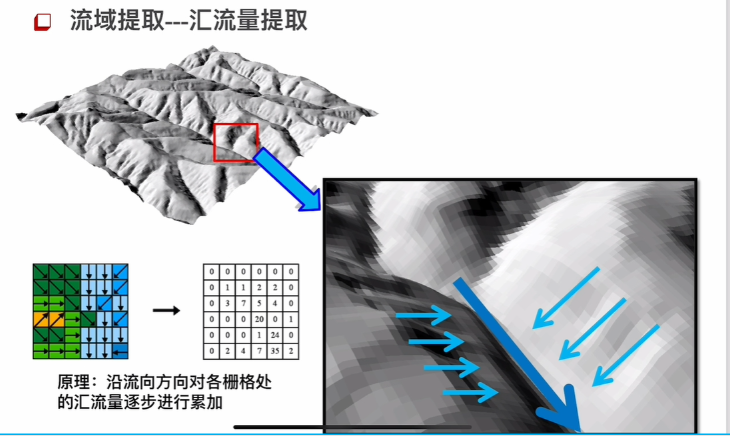 流域提取---汇流量提取
0 0 0 0 0 0
0 1 1 2 2 0
0 3 7 5 4 0
0 0 0 20 0 1
0 0 0 1 24 0
0 2 4 7 35 2
原理：沿流向方向对各栅格处
的汇流量逐步进行累加